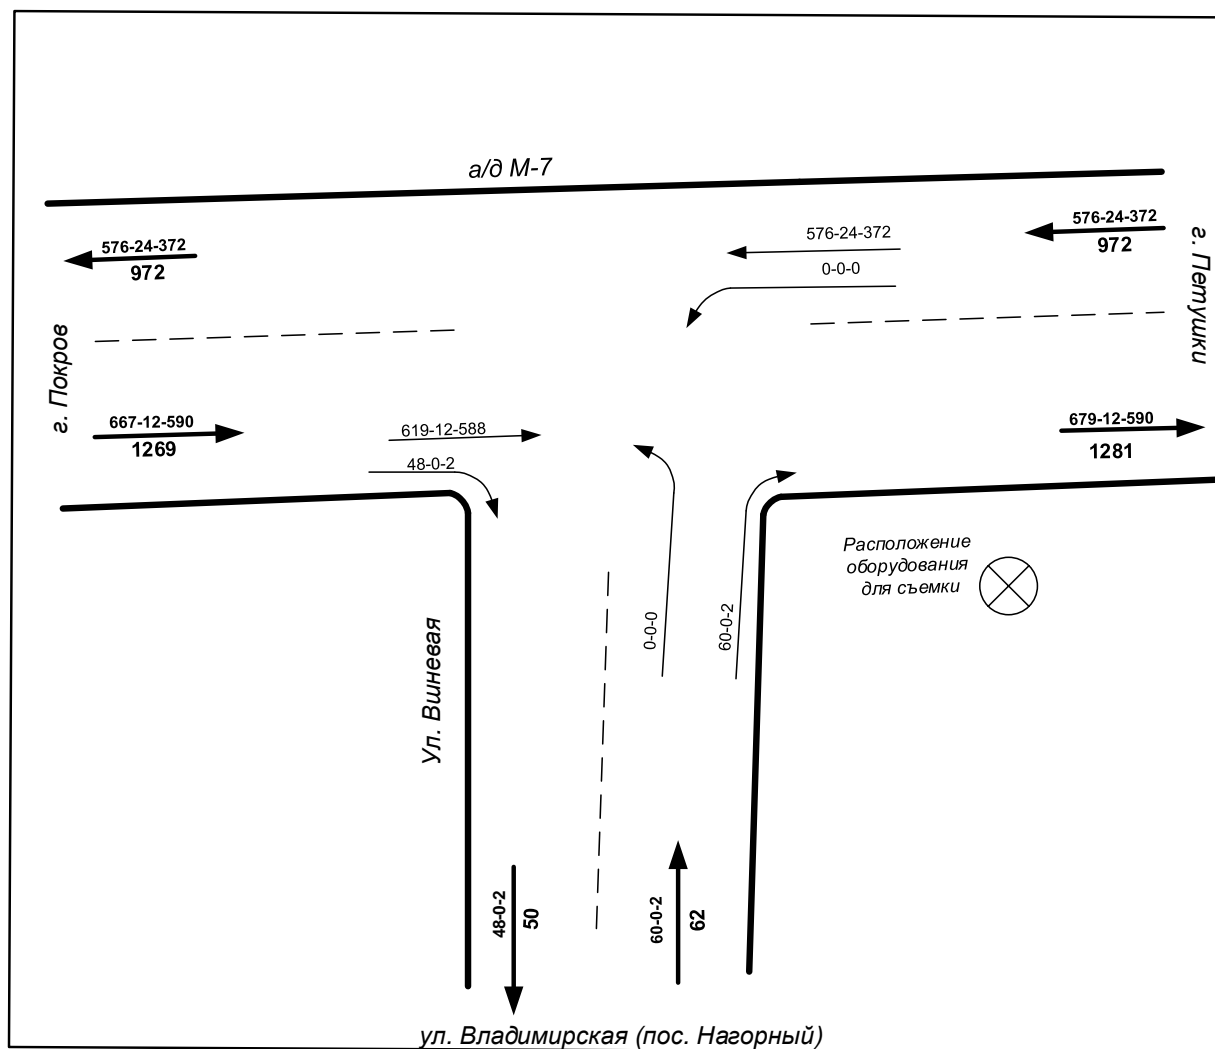 а/д М-7
576-24-372
972
576-24-372
0-0-0
576-24-372
972
г. Петушки
г. Покров
667-12-590
1269
619-12-588
48-0-2
679-12-590
1281
Расположение
оборудования
для съемки
0-0-0
60-0-2
Ул. Вшневая
48-0-2
50
60-0-2
62
ул. Владимирская (пос. Нагорный)